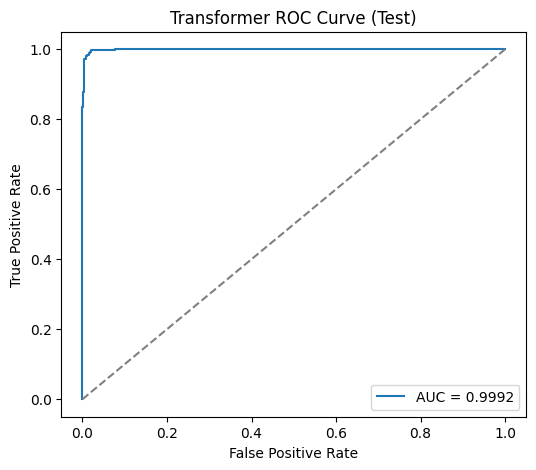 Transformer ROC Curve (Test)
True Positive Rate
1.0
0.8
0.6
0.4
0.2
0.0
AUC = 0.9992
0.0 0.2 0.4 0.6 0.8 1.0
False Positive Rate